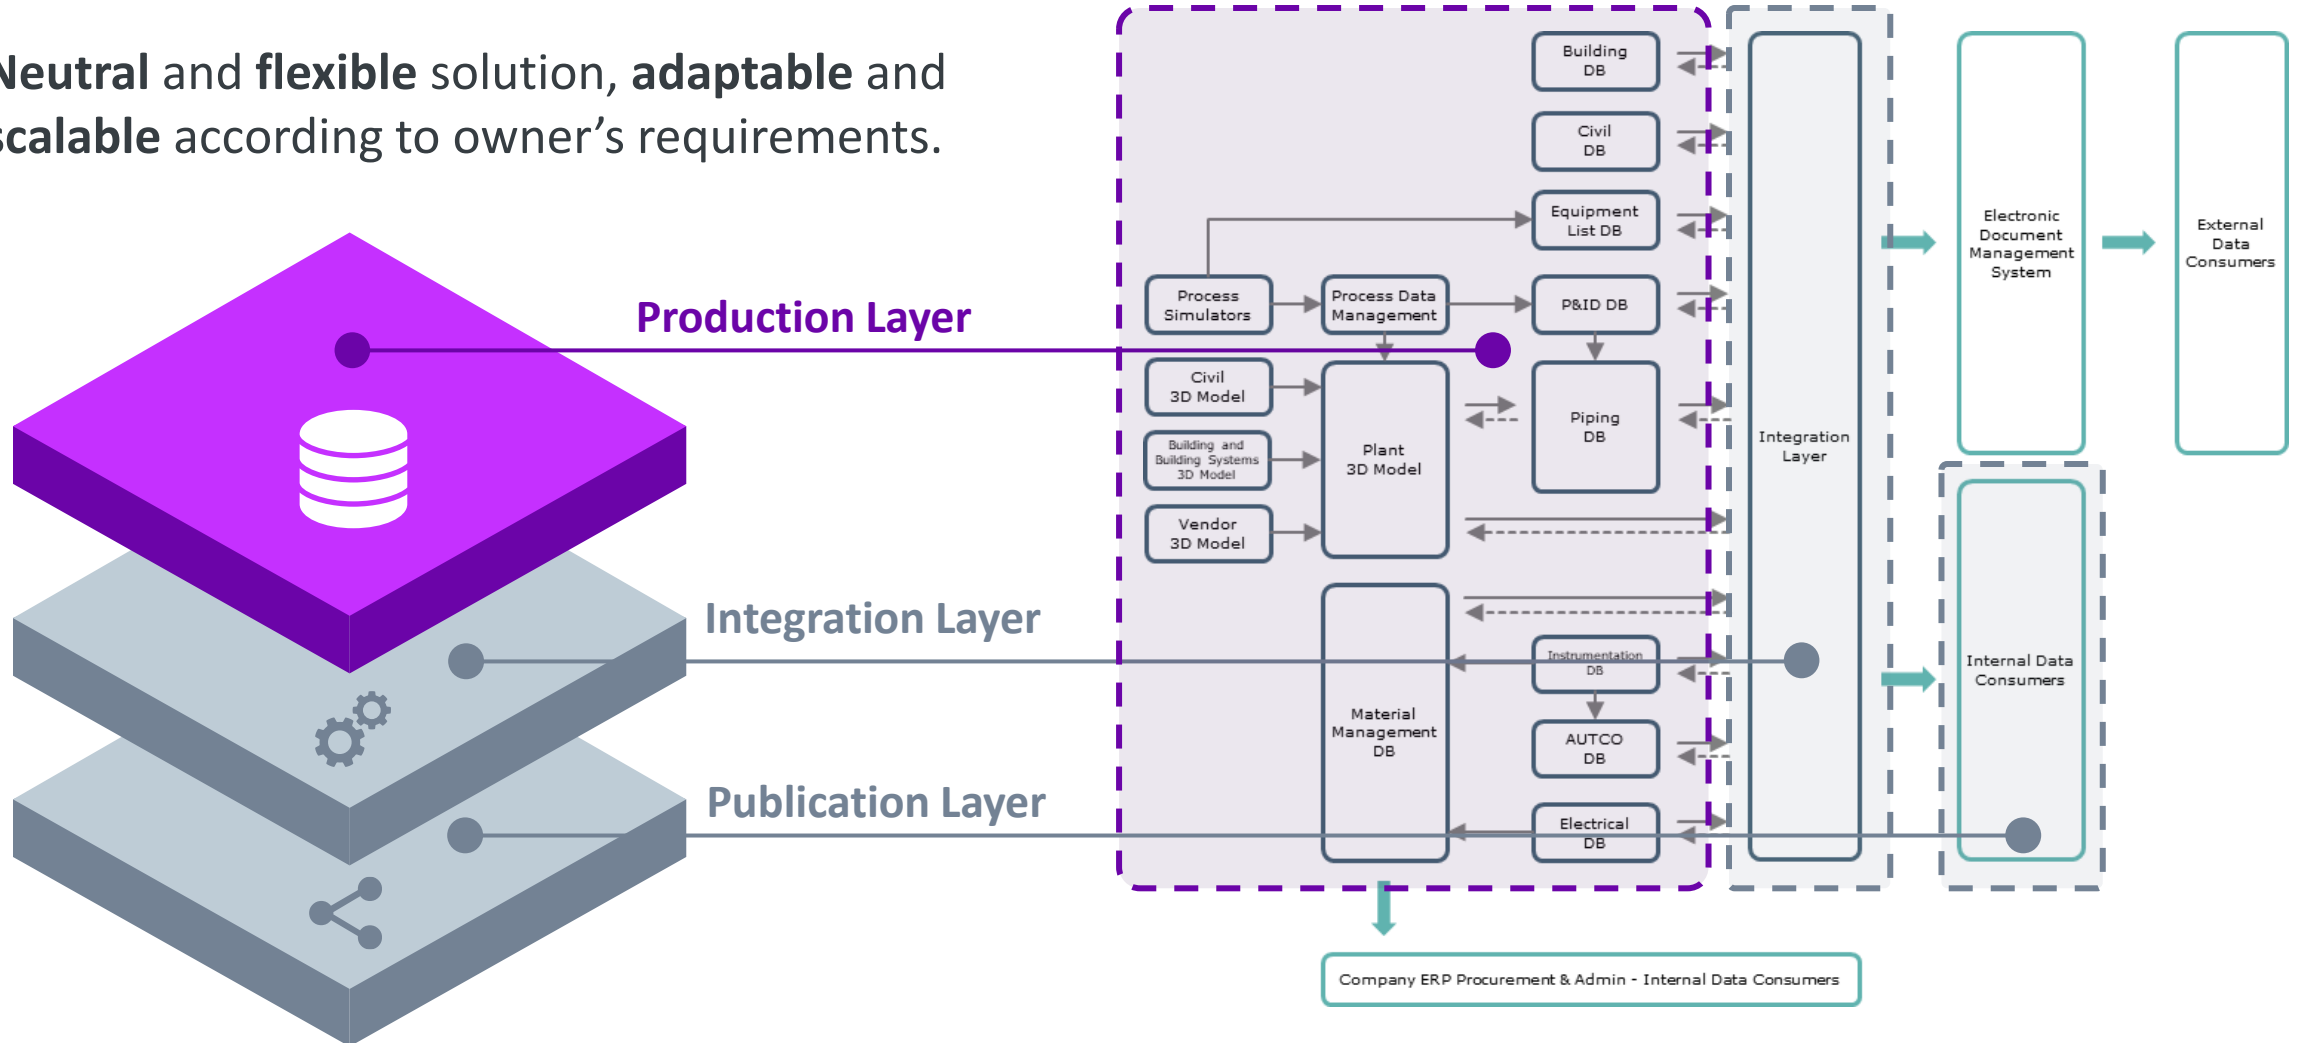 Neutral and flexible solution, adaptable and
scalable according to owner's requirements.
Production Layer
Integration Layer
Publication Layer
Building
DB
Civil
DB
Equipment
List DB
Process
Simulators
Process Data
Management
P&ID DB
Civil
3D Model
Building and
Building Systems
3D Model
Vendor
3D Model
Plant
3D Model
Piping
DB
Material
Management
DB
Instrumentation
DB
AUTCO
DB
Electrical
DB
Integration
Layer
Electronic
Document
Management
System
External
Data
Consumers
Internal Data
Consumers
Company ERP Procurement & Admin - Internal Data Consumers